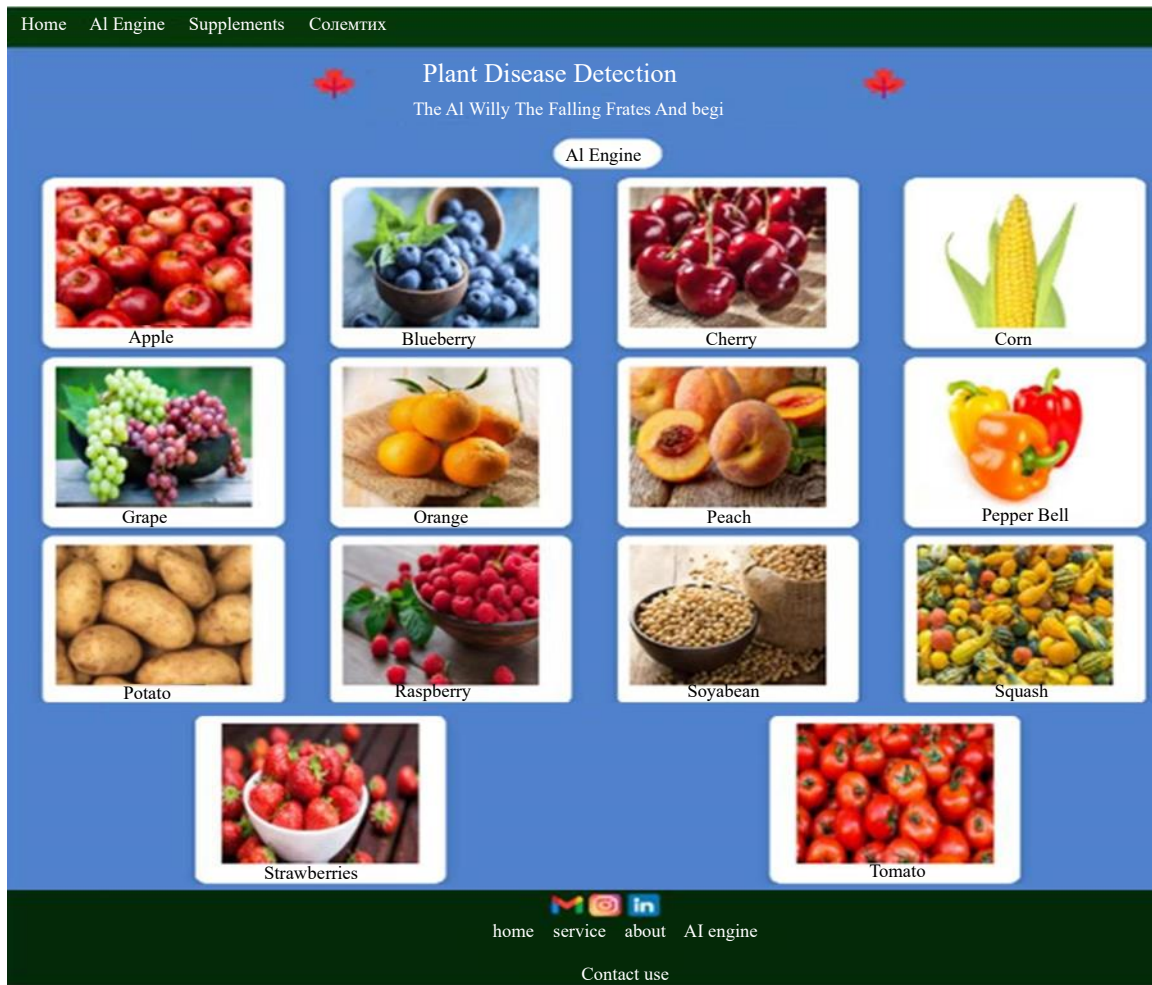 Home Al Engine Supplements Солемтих
Plant Disease Detection
The Al Willy The Falling Frates And begi
Al Engine
Apple Blueberry Cherry Corn
Grape Orange Peach Pepper Bell
Potato Raspberry Soyabean Squash
Strawberries Tomato
in
home service about AI engine
Contact use